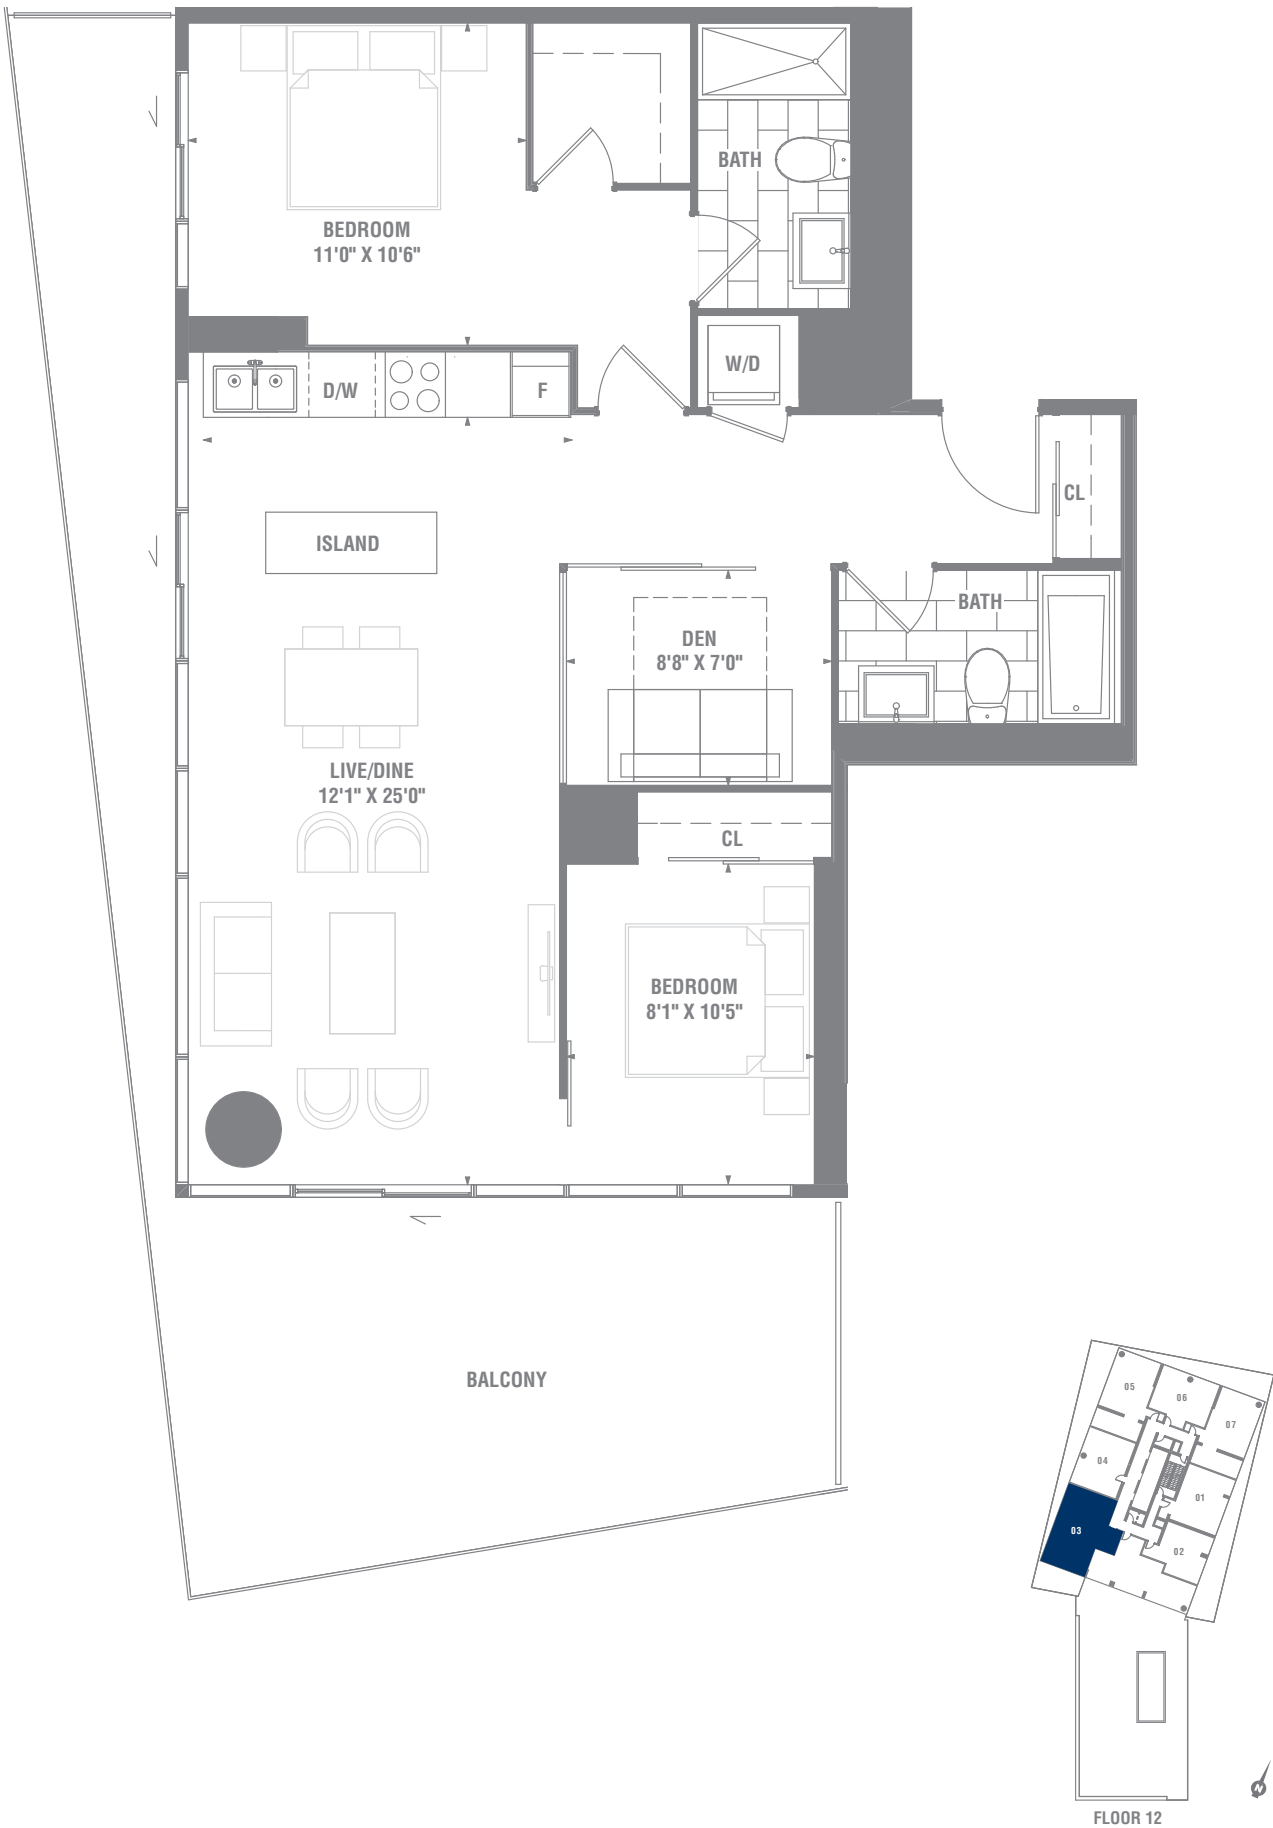 BATH
BEDROOM
11'0" X 10'6"
W/D
D/W
F
CL
ISLAND
BATH
DEN
8'8" X 7'0"
LIVE/DINE
12'1" X 25'0"
CL
BEDROOM
8'1" X 10'5"
BALCONY
05
06
07
04
01
03
02
N
FLOOR 12